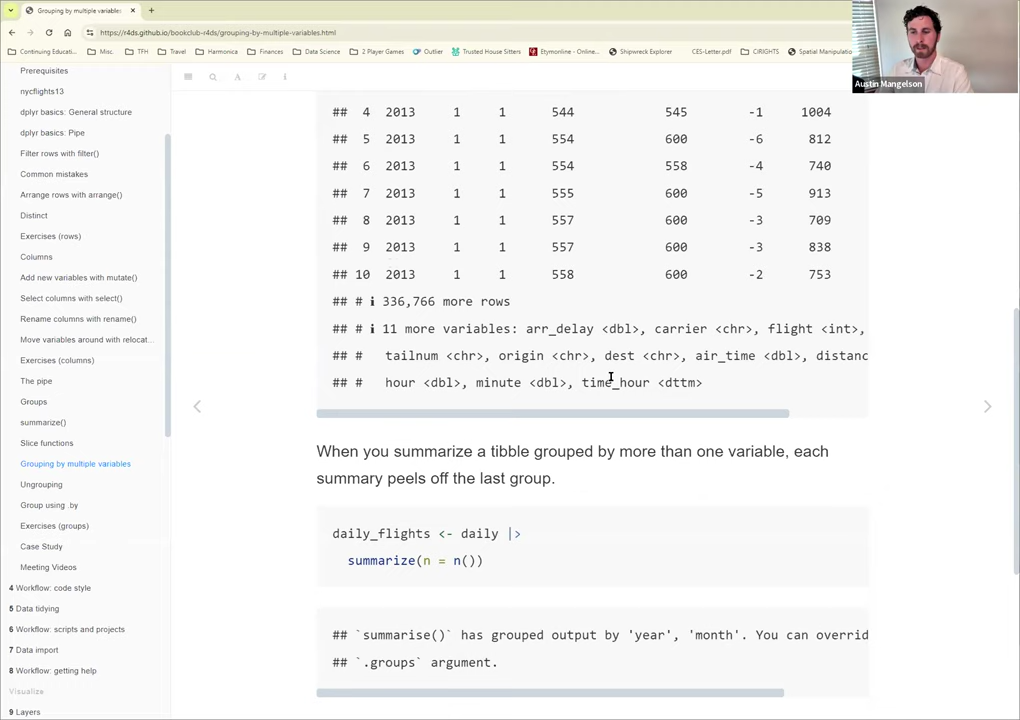 Grouping by multiple variables
https://r4ds.github.io/bookclub-r4ds/grouping-by-multiple-variables.html
Continuing Educati... Misc. TFH Travel Harmonica Finances Data Science 2 Player Games Outlier Trusted House Sitters Etymonline - Online... Shipwreck Explorer CES-Letter.pdf CIRIGHTS Spatial Manipulatio
Austin Mangelson
Prerequisites
nycflights13
dplyr basics: General structure
dplyr basics: Pipe
Filter rows with filter()
Common mistakes
Arrange rows with arrange()
Distinct
Exercises (rows)
Columns
Add new variables with mutate()
Select columns with select()
Rename columns with rename()
Move variables around with relocat...
Exercises (columns)
The pipe
Groups
summarize()
Slice functions
Grouping by multiple variables
Ungrouping
Group using .by
Exercises (groups)
Case Study
Meeting Videos
4 Workflow: code style
5 Data tidying
6 Workflow: scripts and projects
7 Data import
8 Workflow: getting help
Visualize
9 Layers
## 4 2013 1 1 544 545 -1 1004
## 5 2013 1 1 554 600 -6 812
## 6 2013 1 1 554 558 -4 740
## 7 2013 1 1 555 600 -5 913
## 8 2013 1 1 557 600 -3 709
## 9 2013 1 1 557 600 -3 838
## 10 2013 1 1 558 600 -2 753
## # ℹ 336,766 more rows
## # ℹ 11 more variables: arr_delay <dbl>, carrier <chr>, flight <int>,
## # tailnum <chr>, origin <chr>, dest <chr>, air_time <dbl>, distanc
## # hour <dbl>, minute <dbl>, time_hour <dttm>
When you summarize a tibble grouped by more than one variable, each
summary peels off the last group.
daily_flights <- daily |>
summarize(n = n())
## `summarise()` has grouped output by 'year', 'month'. You can overrid
## `.groups` argument.